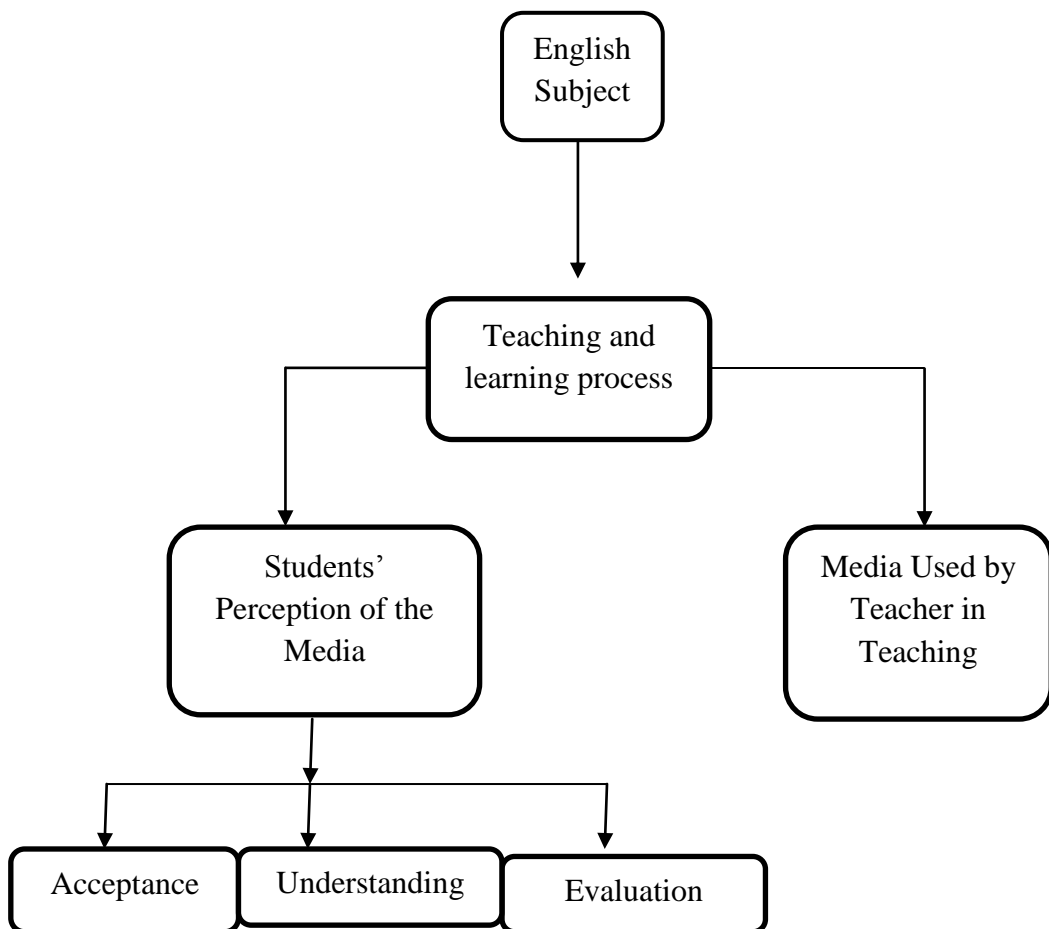 English
Subject
Teaching and
learning process
Students’
Perception of the
Media
Media Used by
Teacher in
Teaching
Acceptance
Understanding
Evaluation